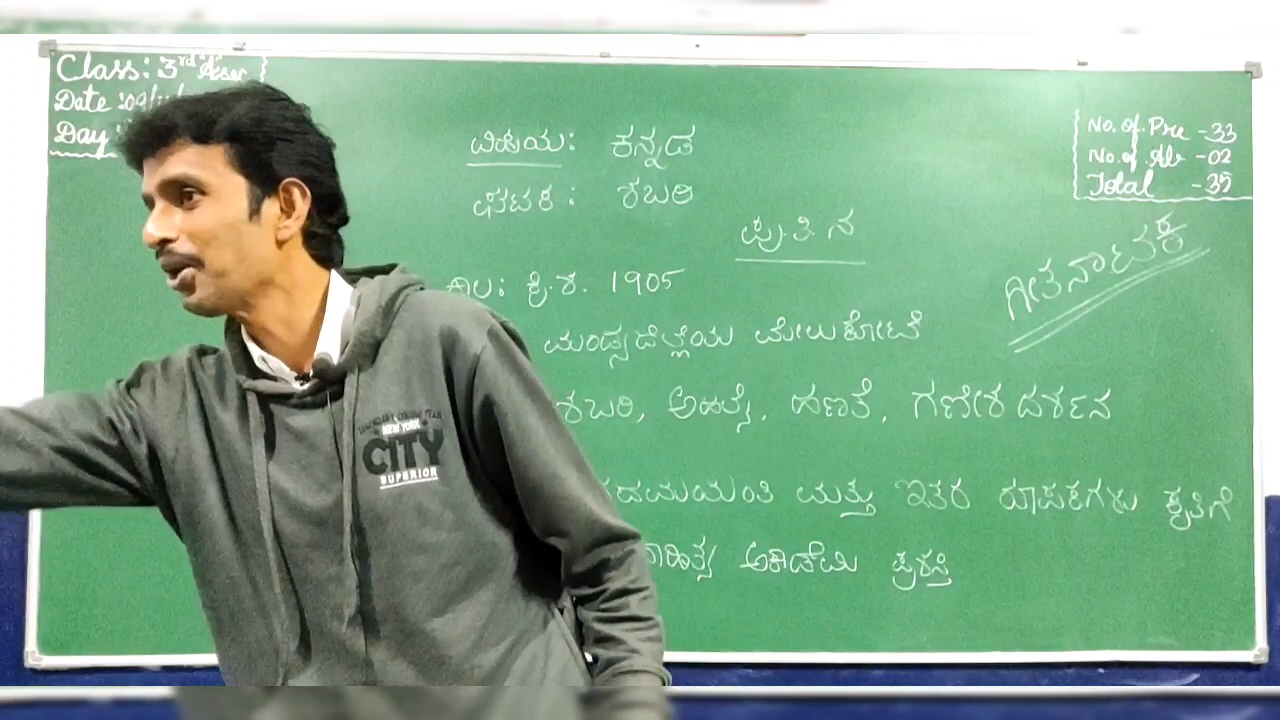 Class: 3rd
Date :09/
Day
No. of. Pre - 33
No. of Ab - 02
Total - 35
ವಿಷಯ: ಕನ್ನಡ
ಘಟಕ : ಶಬರಿ
ಪು.ತಿ.ನ
ಗೀತನಾಟಕ
ಕ್ರಿ.ಶ. 1905
ಮಂಡ್ಯ ಜಿಲ್ಲೆಯ ಮೇಲುಕೋಟೆ
ಶಬರಿ, ಅಹಲ್ಯೆ, ಹಣತೆ, ಗಣೇಶ ದರ್ಶನ
ಮತ್ತು ಇತರ ರೂಪಕಗಳು ಕೃತಿಗೆ
ಅಕಾಡೆಮಿ ಪ್ರಶಸ್ತಿ
NEW YORK
CITY
SUPERIOR